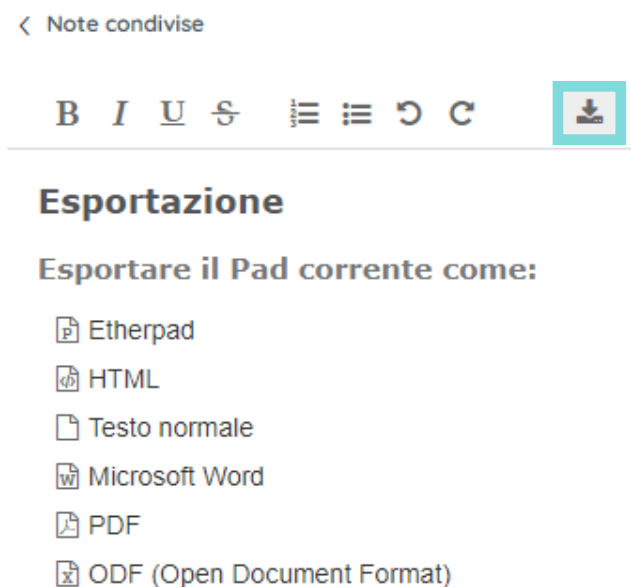 Note condivise
B I U S
Esportazione
Esportare il Pad corrente come:
Etherpad
HTML
Testo normale
Microsoft Word
PDF
ODF (Open Document Format)